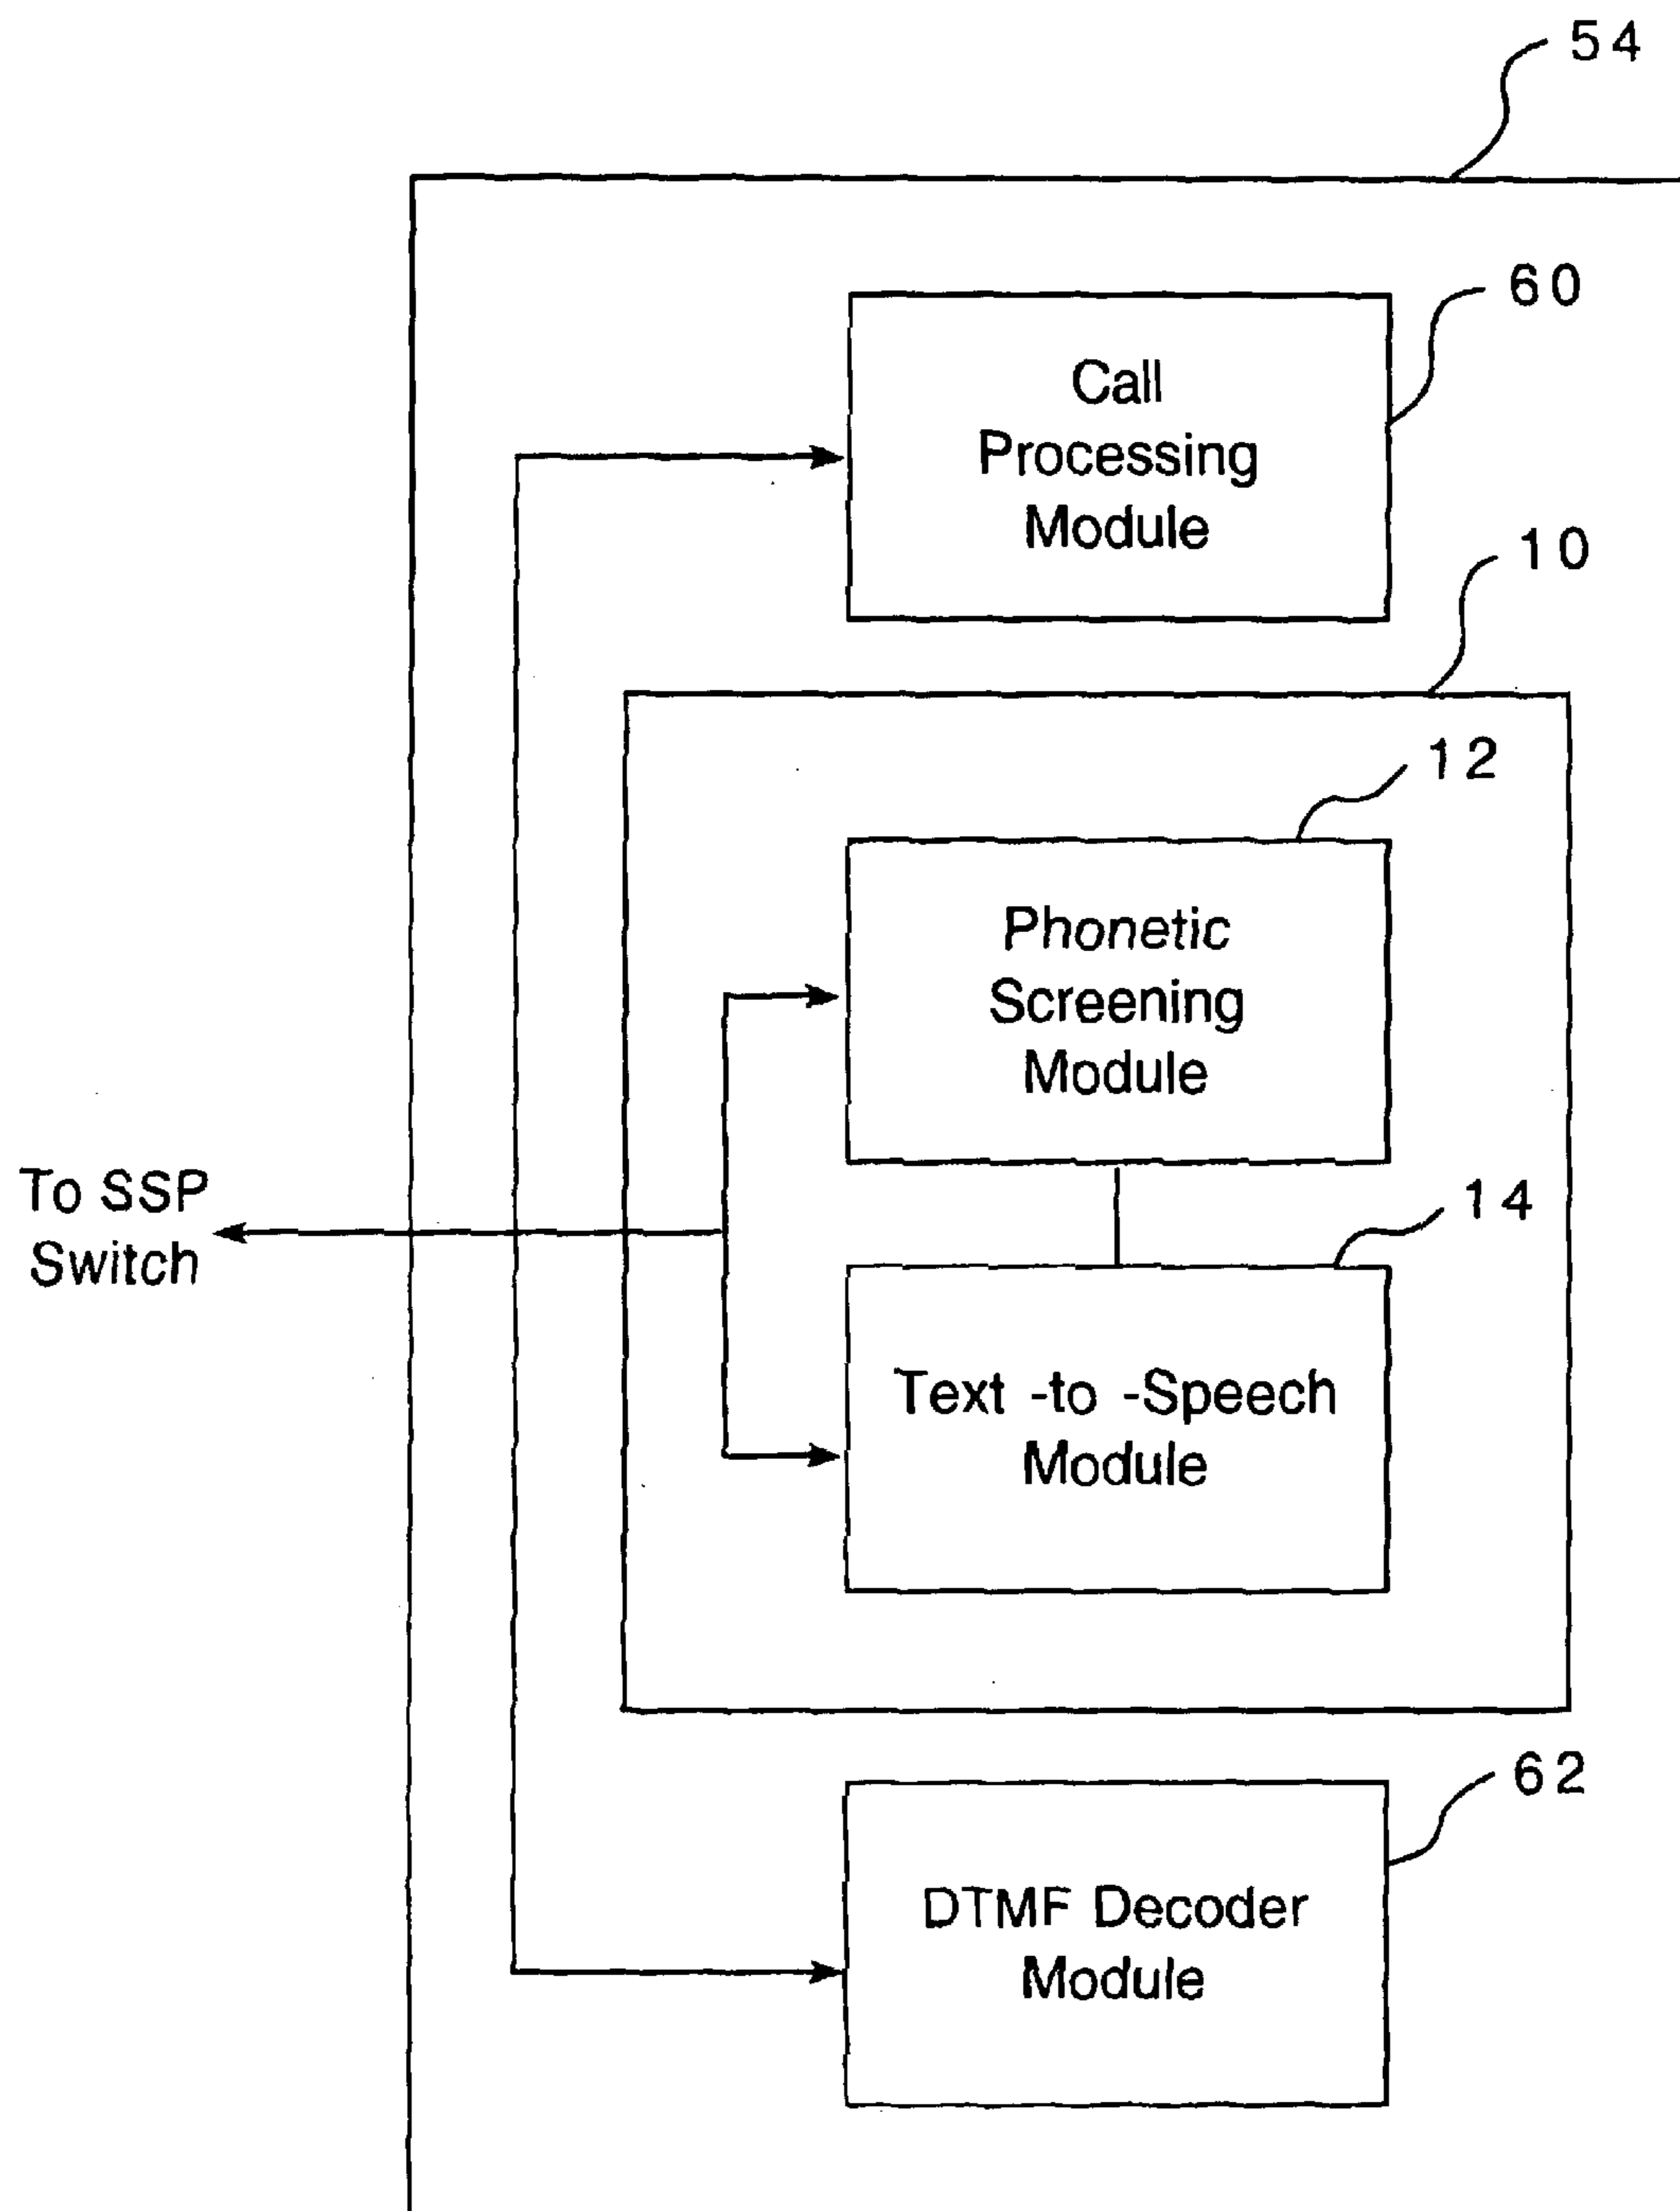 54
60
Call
Processing
Module
10
12
Phonetic
Screening
Module
To SSP
Switch
14
Text -to -Speech
Module
62
DTMF Decoder
Module